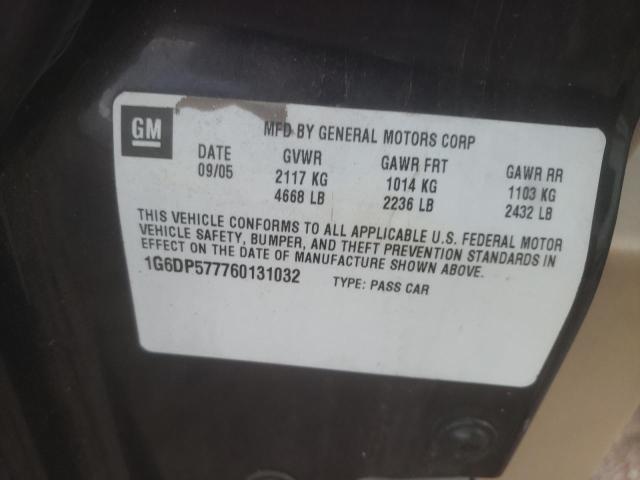 GM
MFD BY GENERAL MOTORS CORP
DATE GVWR GAWR FRT GAWR RR
09/05 2117 KG 1014 KG 1103 KG
4668 LB 2236 LB 2432 LB
THIS VEHICLE CONFORMS TO ALL APPLICABLE U.S. FEDERAL MOTOR
VEHICLE SAFETY, BUMPER, AND THEFT PREVENTION STANDARDS IN
EFFECT ON THE DATE OF MANUFACTURE SHOWN ABOVE.
1G6DP577760131032 TYPE: PASS CAR